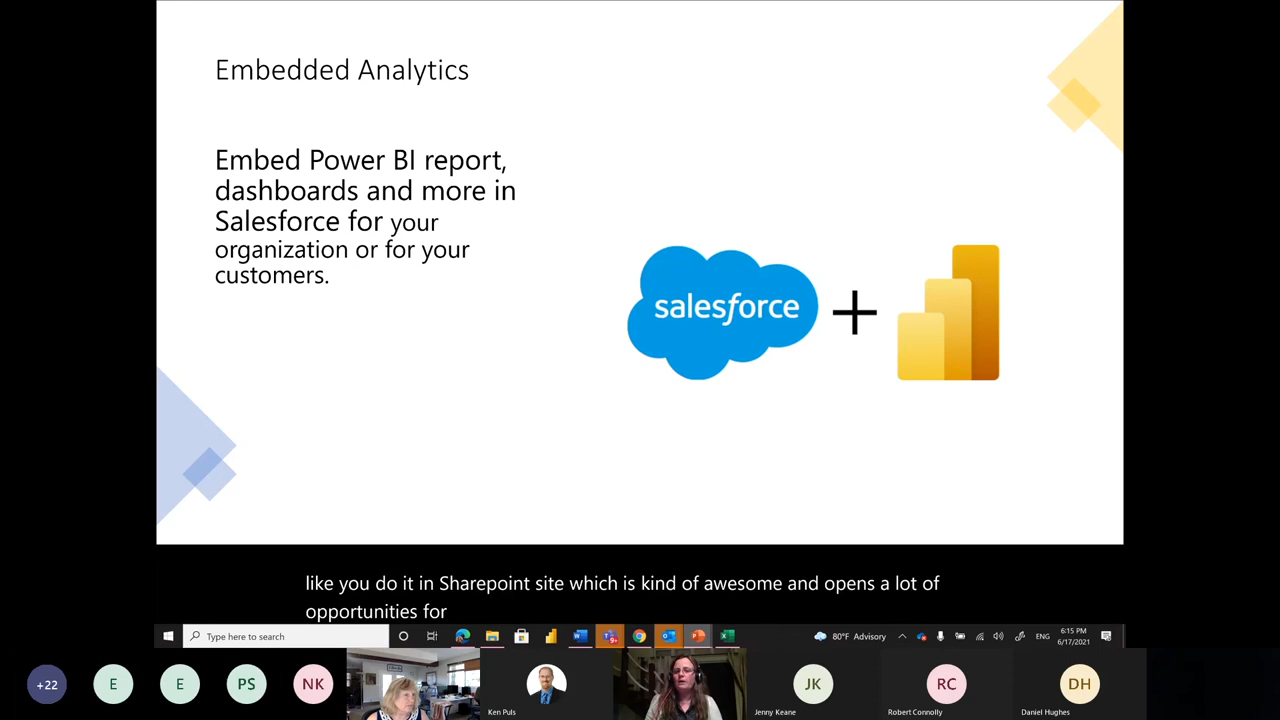 Embedded Analytics
Embed Power BI report,
dashboards and more in
Salesforce for your
organization or for your
customers.
salesforce
+
like you do it in Sharepoint site which is kind of awesome and opens a lot of
opportunities for
Type here to search
80°F Advisory
ENG
6:15 PM
6/17/2021
+22
E
E
PS
NK
Ken Puls
JK
Jenny Keane
RC
Robert Connolly
DH
Daniel Hughes